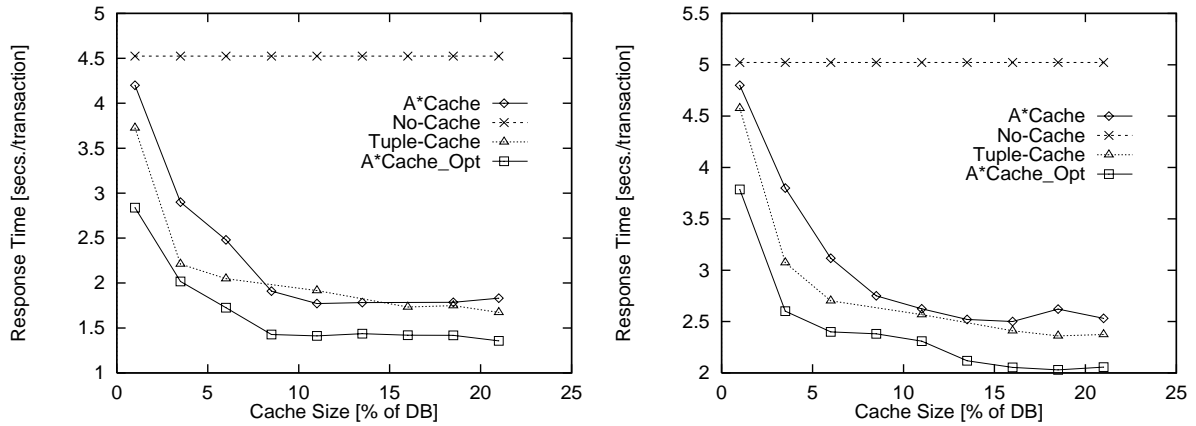 Response Time [secs./transaction]
5
4.5
4
3.5
3
2.5
2
1.5
1
A*Cache
No-Cache
Tuple-Cache
A*Cache_Opt
0 5 10 15 20 25
Cache Size [% of DB]
Response Time [secs./transaction]
5.5
5
4.5
4
3.5
3
2.5
2
A*Cache
No-Cache
Tuple-Cache
A*Cache_Opt
0 5 10 15 20 25
Cache Size [% of DB]